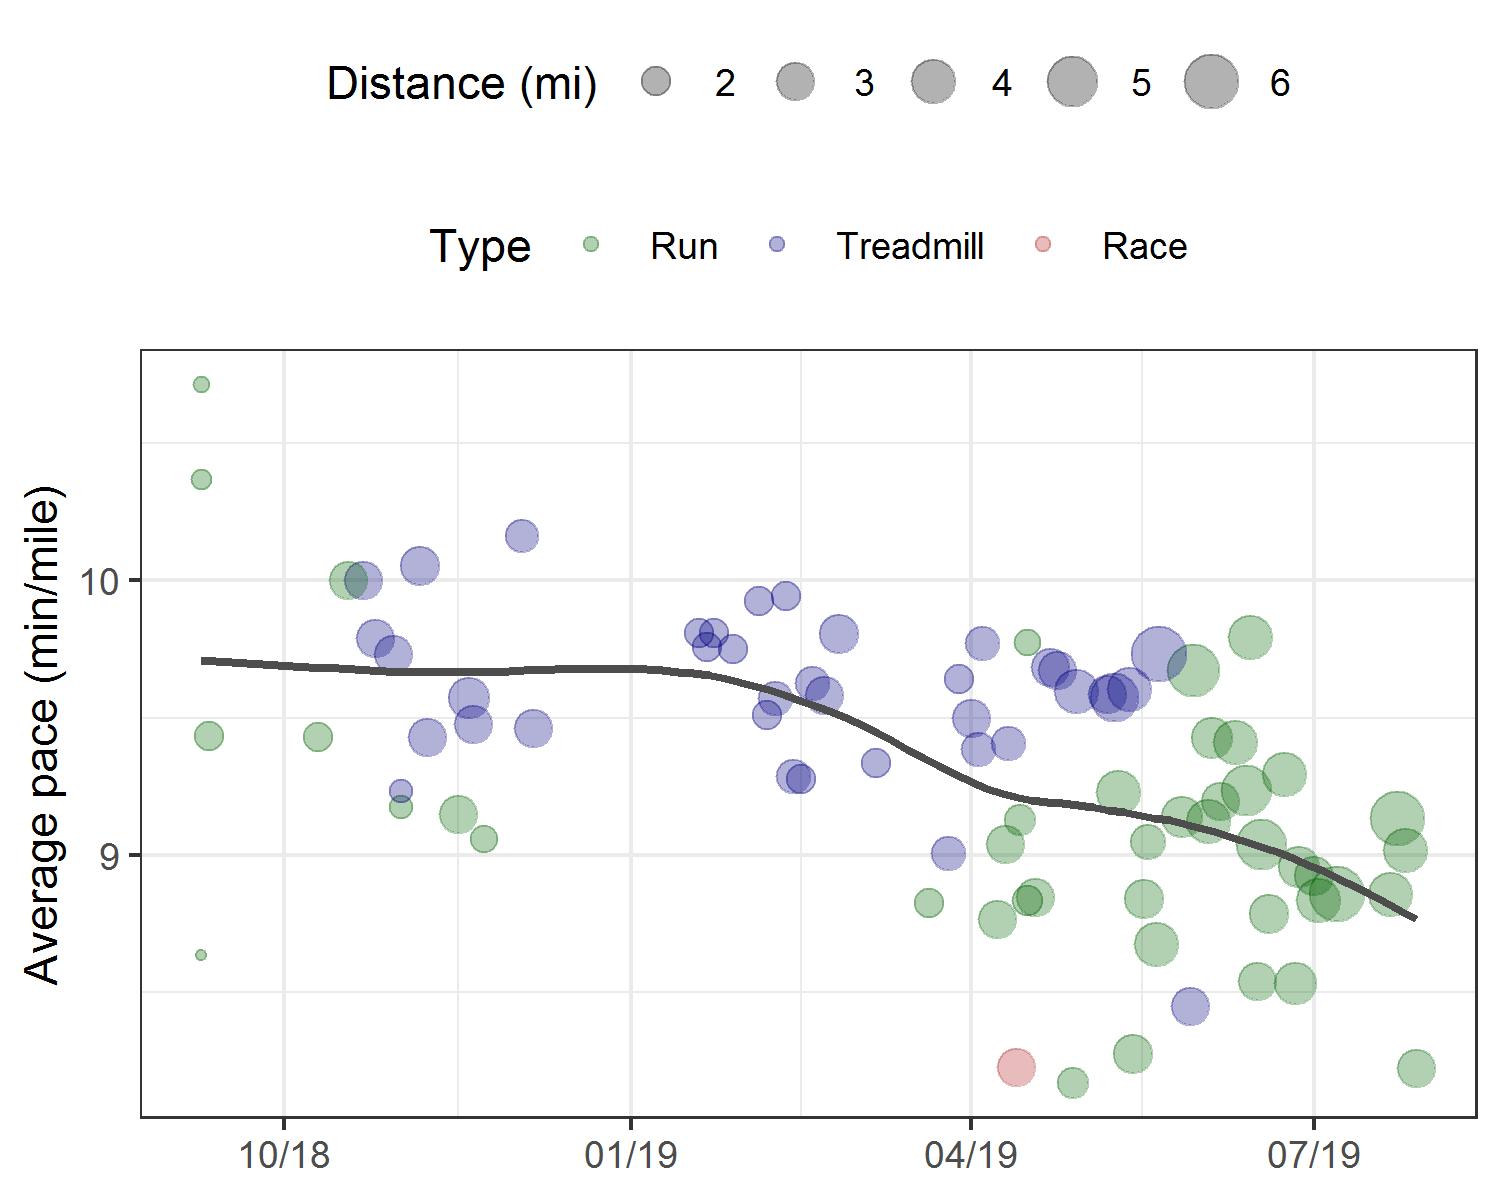 Distance (mi) 2 3 4 5 6
Type Run Treadmill Race
Average pace (min/mile)
10
9
10/18 01/19 04/19 07/19